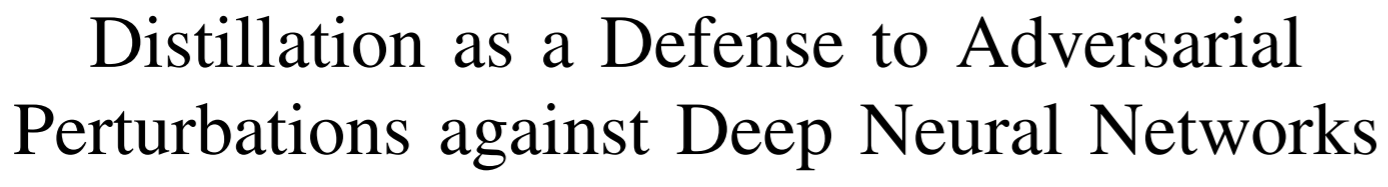 Distillation as a Defense to Adversarial
Perturbations against Deep Neural Networks